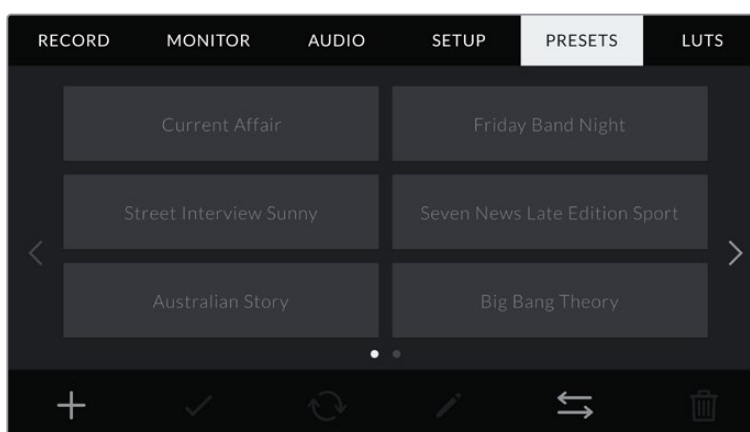 RECORD MONITOR AUDIO SETUP PRESETS LUTS
Current Affair Friday Band Night
Street Interview Sunny Seven News Late Edition Sport
Australian Story Big Bang Theory